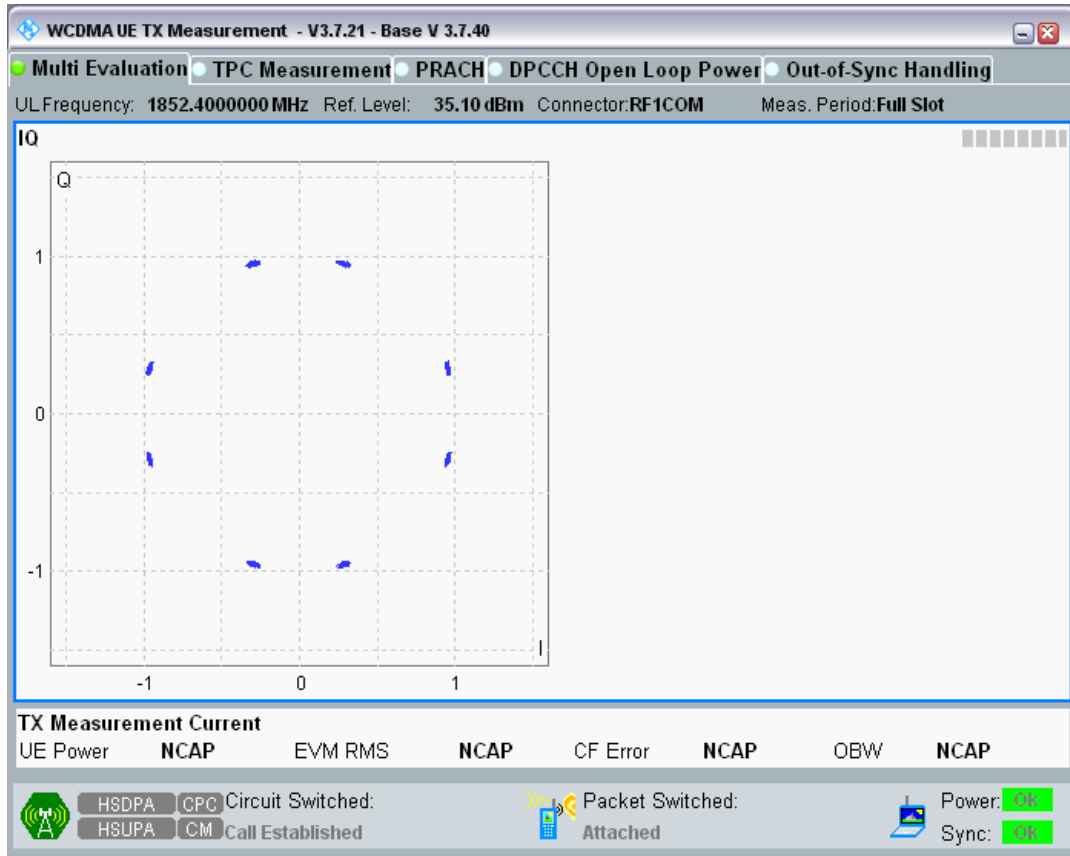 WCDMA UE TX Measurement - V3.7.21 - Base V 3.7.40
Multi Evaluation TPC Measurement PRACH DPCCH Open Loop Power Out-of-Sync Handling
UL Frequency: 1852.4000000 MHz Ref. Level: 35.10 dBm Connector:RF1COM Meas. Period:Full Slot
IQ
Q
1
0
-1
I
-1 0 1
TX Measurement Current
UE Power NCAP EVM RMS NCAP CF Error NCAP OBW NCAP
HSDPA CPC Circuit Switched: Packet Switched: Power: Ok
HSUPA CM Call Established Attached Sync: Ok